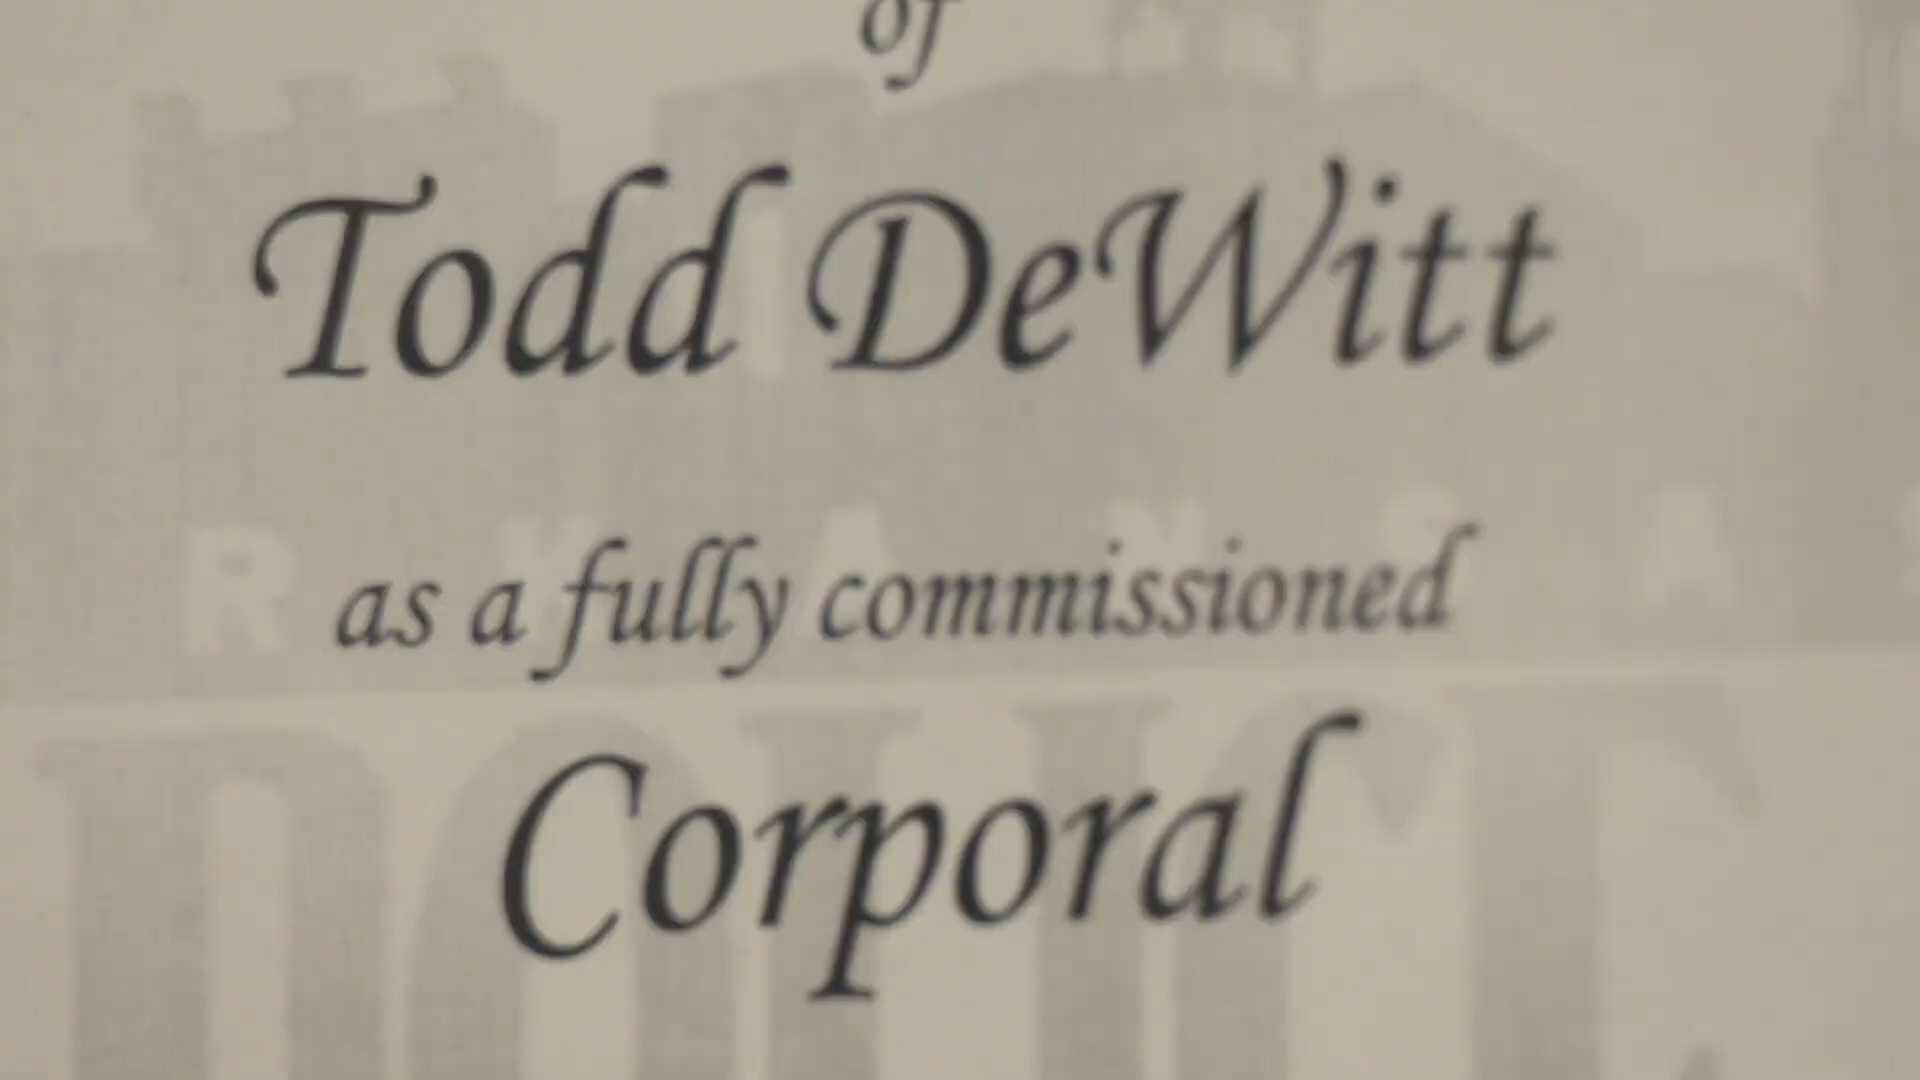 of
Todd DeWitt
R K A N S A S
as a fully commissioned
Corporal